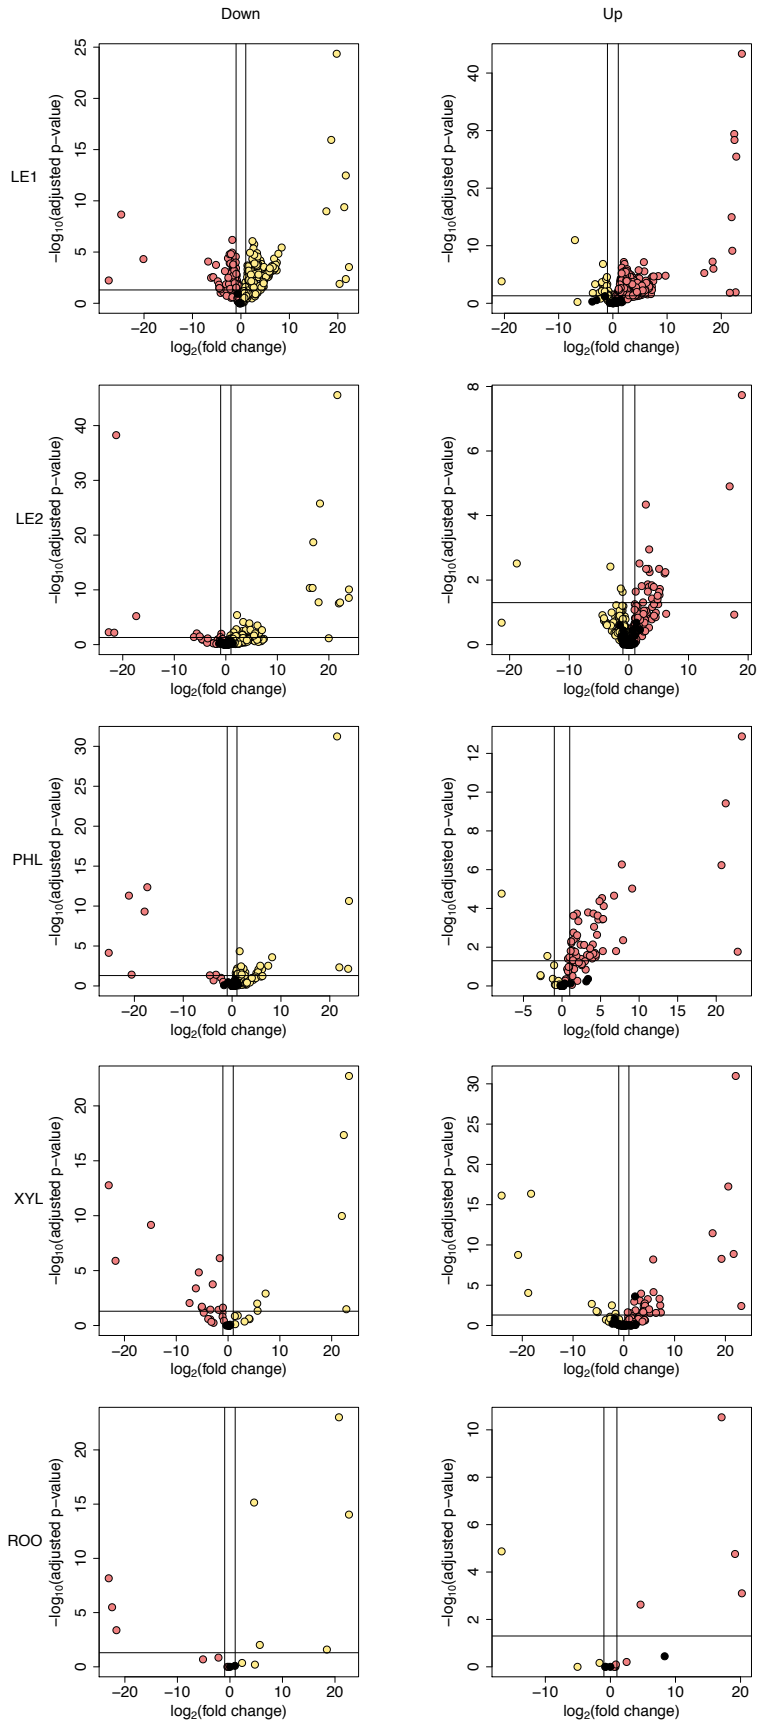 Down Up
LE1
−log10(adjusted p−value)
0 5 10 15 20 25
−20 −10 0 10 20
log2(fold change)
−log10(adjusted p−value)
0 10 20 30 40
−20 −10 0 10 20
log2(fold change)
LE2
−log10(adjusted p−value)
0 10 20 30 40
−20 −10 0 10 20
log2(fold change)
−log10(adjusted p−value)
0 2 4 6 8
−20 −10 0 10 20
log2(fold change)
PHL
−log10(adjusted p−value)
0 5 10 15 20 25 30
−20 −10 0 10 20
log2(fold change)
−log10(adjusted p−value)
0 2 4 6 8 10 12
−5 0 5 10 20
log2(fold change)
XYL
−log10(adjusted p−value)
0 5 10 15 20
−20 −10 0 10 20
log2(fold change)
−log10(adjusted p−value)
0 5 10 15 20 25 30
−20 −10 0 10 20
log2(fold change)
ROO
−log10(adjusted p−value)
0 5 10 15 20
−20 −10 0 10 20
log2(fold change)
−log10(adjusted p−value)
0 2 4 6 8 10
−10 0 10 20
log2(fold change)